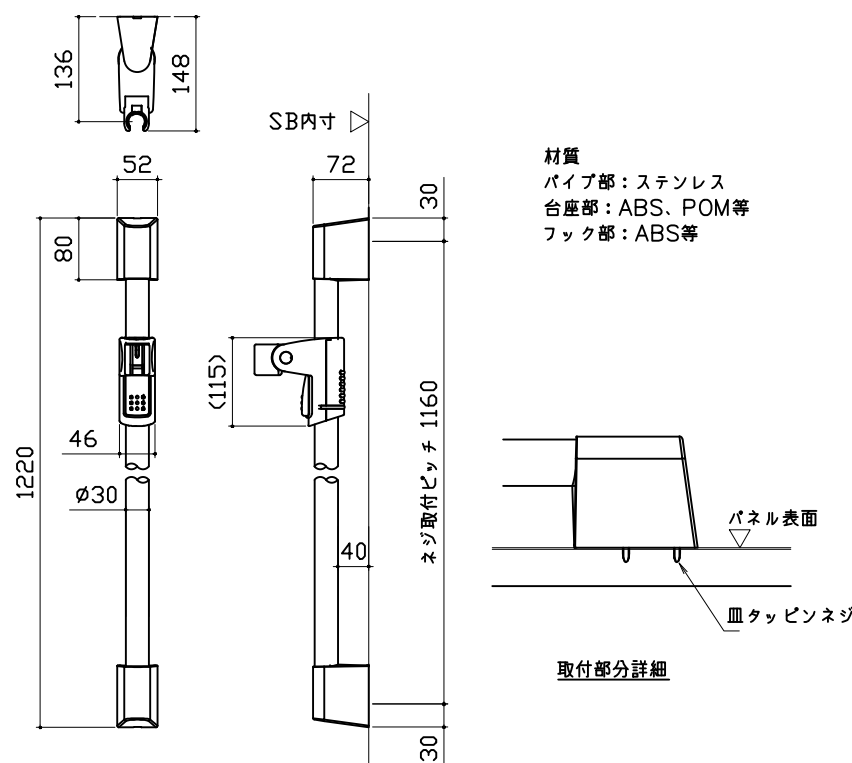 136
148
SB内寸
52
72
30
材質
パイプ部：ステンレス
台座部：ABS、POM等
フック部：ABS等
80
(115)
ネジ取付ピッチ 1160
46
1220
φ30
40
パネル表面
皿タッピンネジ
取付部分詳細
30